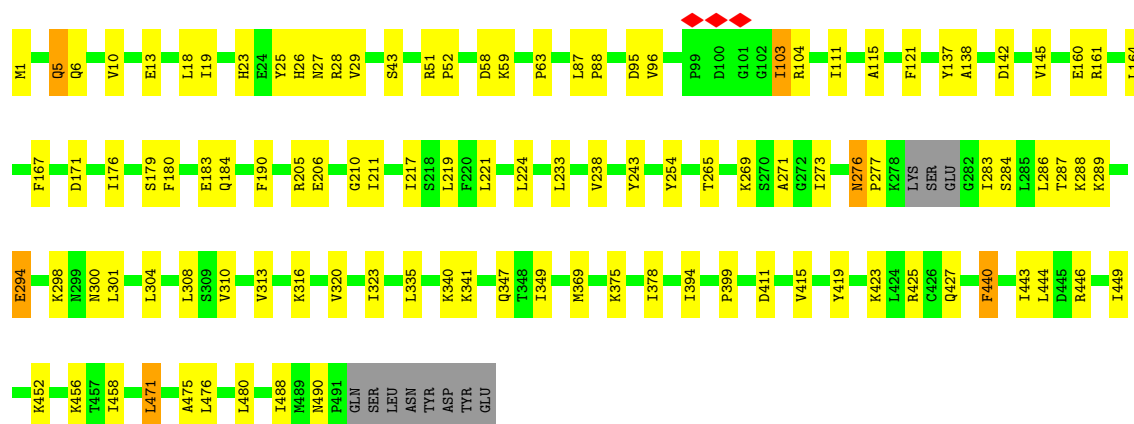 M1 Q5 Q6 V10 E13 L18 I19 H23 E24 Y25 H26 N27 R28 V29 S43 R51 P52 D58 K59 P63 L87 P88 D95 V96 P99 D100 G101 G102 I103 R104 I111 A115 F121 Y137 A138 D142 V145 E160 R161
F167 D171 I176 S179 F180 E183 Q184 F190 R205 E206 G210 I211 I217 S218 L219 F220 L221 L224 L233 V238 Y243 Y254 T265 K269 S270 A271 G272 I273 N276 P277 K278 LYS SER GLU G282 I283 S284 L285 L286 T287 K288 K289
E294 K298 N299 N300 L301 L304 L308 S309 V310 V313 K316 V320 I323 L335 K340 K341 Q347 T348 I349 M369 K375 I378 I394 P399 D411 V415 Y419 K423 L424 R425 C426 Q427 F440 I443 L444 D445 R446 I449
K452 K456 T457 I458 L471 A475 L476 L480 I488 M489 N490 P491 GLN SER LEU ASN TYR ASP TYR GLU